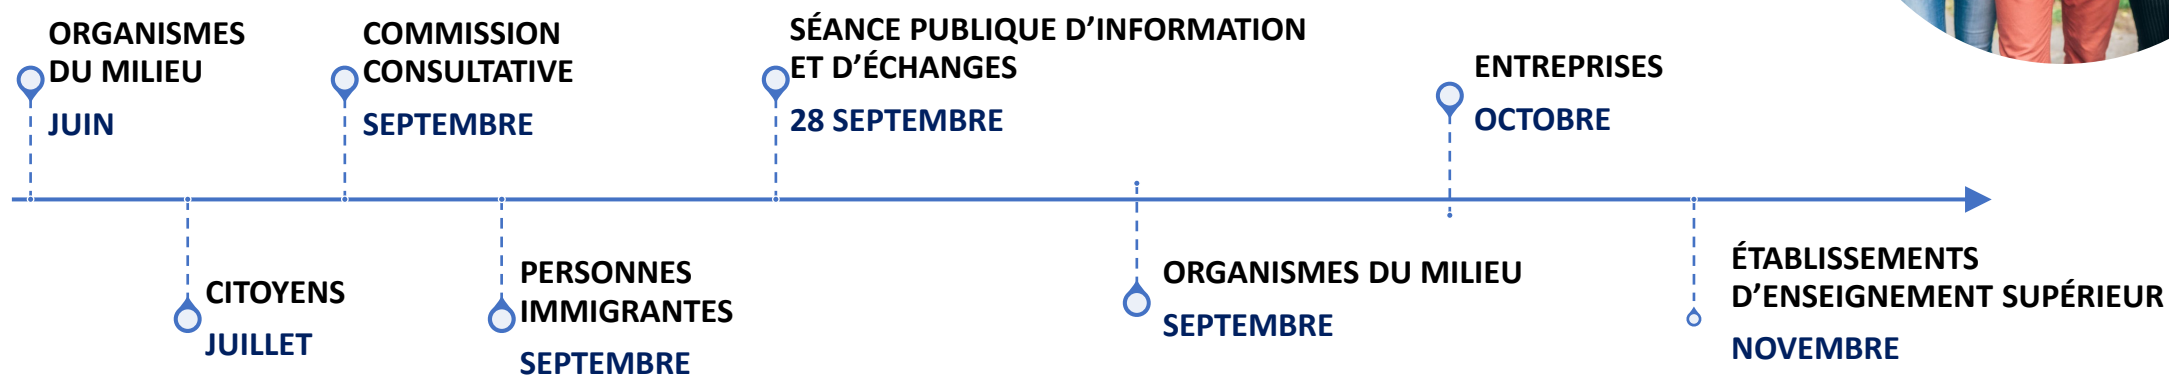 ORGANISMES
DU MILIEU
JUIN
CITOYENS
JUILLET
COMMISSION
CONSULTATIVE
SEPTEMBRE
PERSONNES
IMMIGRANTES
SEPTEMBRE
SÉANCE PUBLIQUE D’INFORMATION
ET D’ÉCHANGES
28 SEPTEMBRE
ORGANISMES DU MILIEU
SEPTEMBRE
ENTREPRISES
OCTOBRE
ÉTABLISSEMENTS
D’ENSEIGNEMENT SUPÉRIEUR
NOVEMBRE